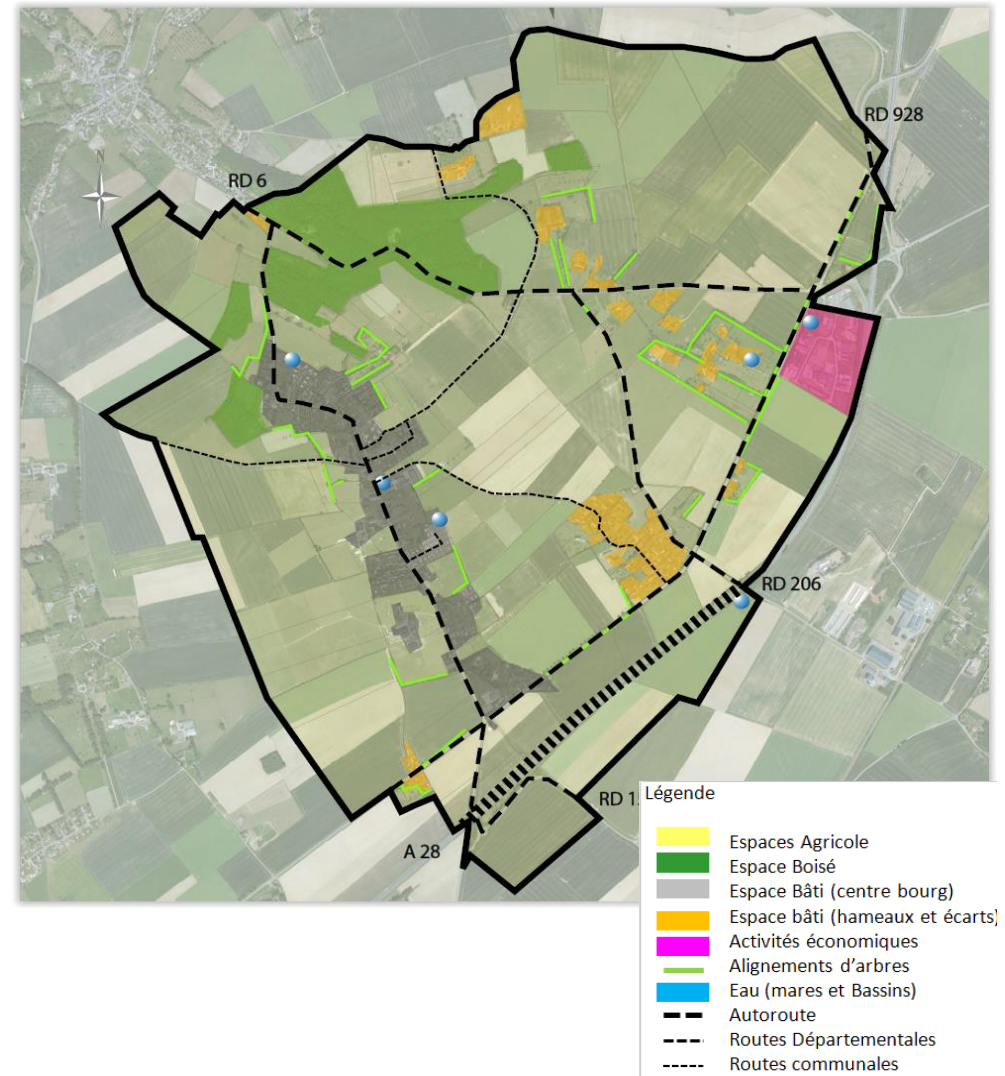 RD 928
N
RD 6
RD 206
RD 1
A 28
Légende
Espaces Agricole
Espace Boisé
Espace Bâti (centre bourg)
Espace bâti (hameaux et écarts)
Activités économiques
Alignements d'arbres
Eau (mares et Bassins)
Autoroute
Routes Départementales
Routes communales